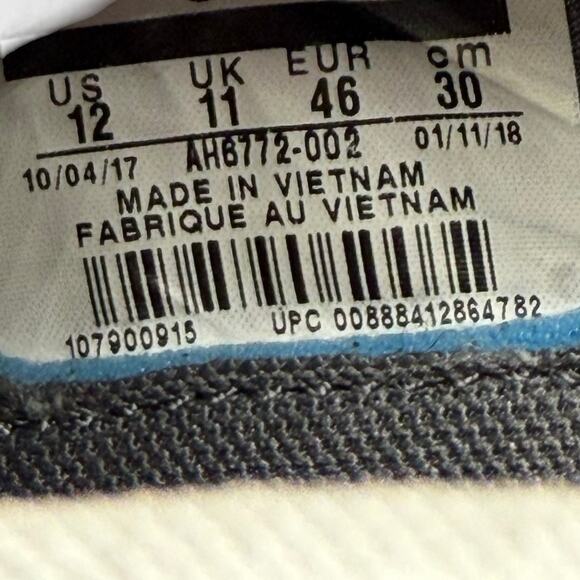 US UK EUR cm
12 11 46 30
10/04/17 AH6772-002 01/11/18
MADE IN VIETNAM
FABRIQUE AU VIETNAM
107900915 UPC 00888412864782